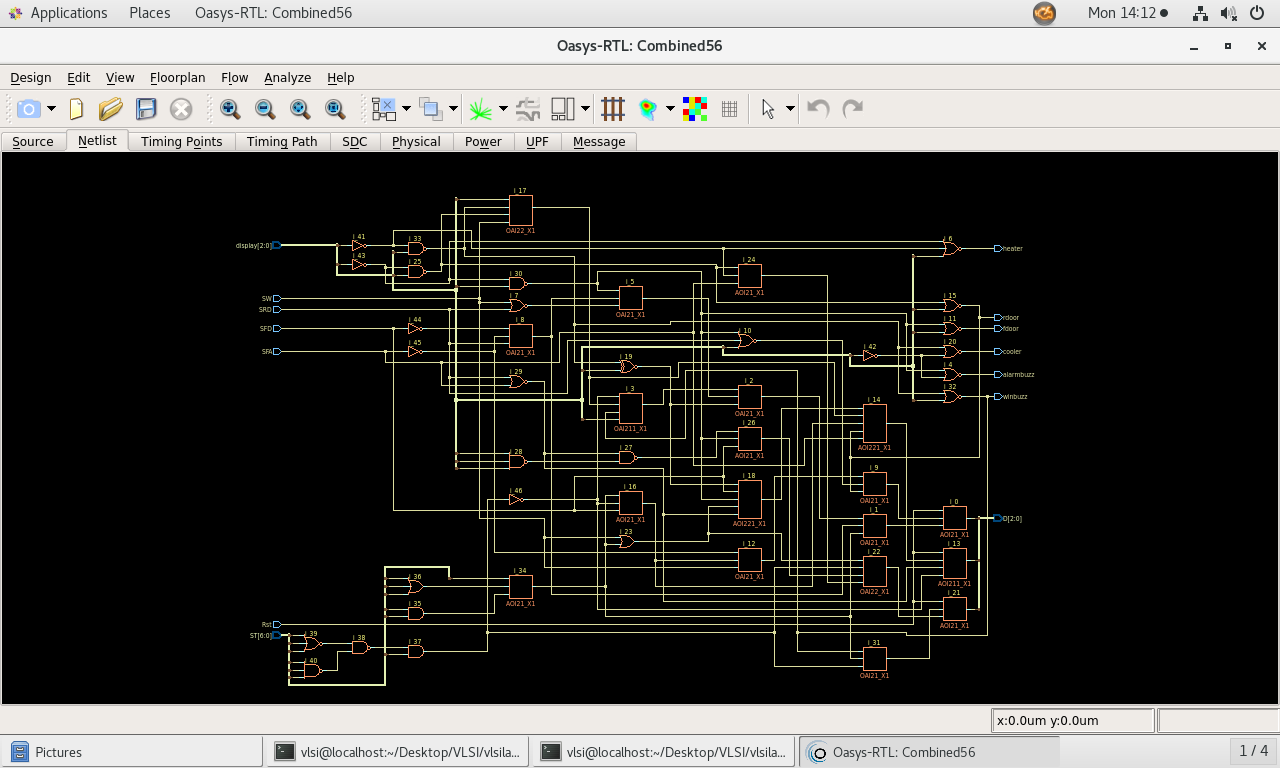 Applications Places Oasys-RTL: Combined56 Mon 14:12
Oasys-RTL: Combined56
Design Edit View Floorplan Flow Analyze Help
Source Netlist Timing Points Timing Path SDC Physical Power UPF Message
i_17
OAI22_X1
i_41
i_33
display[2:0]
i_6
heater
i_43
i_25
i_24
AOI21_X1
i_30
i_5
AOI21_X1
SW
i_7
i_15
SRD
rdoor
i_44
i_8
OAI21_X1
i_11
SFD
fdoor
i_10
i_45
i_42
i_20
SFA
cooler
i_19
i_4
alarmbuzz
i_29
i_2
OAI21_X1
i_3
OAI211_X1
i_32
winbuzz
i_14
AOI221_X1
i_26
AOI21_X1
i_28
i_27
i_18
AOI221_X1
i_9
OAI21_X1
i_46
i_16
AOI21_X1
i_0
AOI21_X1
O[2:0]
i_1
OAI21_X1
i_23
i_12
OAI21_X1
i_13
AOI211_X1
i_22
OAI22_X1
i_36
i_34
AOI21_X1
i_35
i_21
AOI21_X1
Rst
ST[6:0]
i_39
i_38
i_37
i_40
i_31
OAI21_X1
x:0.0um y:0.0um
Pictures vlsi@localhost:~/Desktop/VLSI/vlsila... vlsi@localhost:~/Desktop/VLSI/vlsila... Oasys-RTL: Combined56 1 / 4